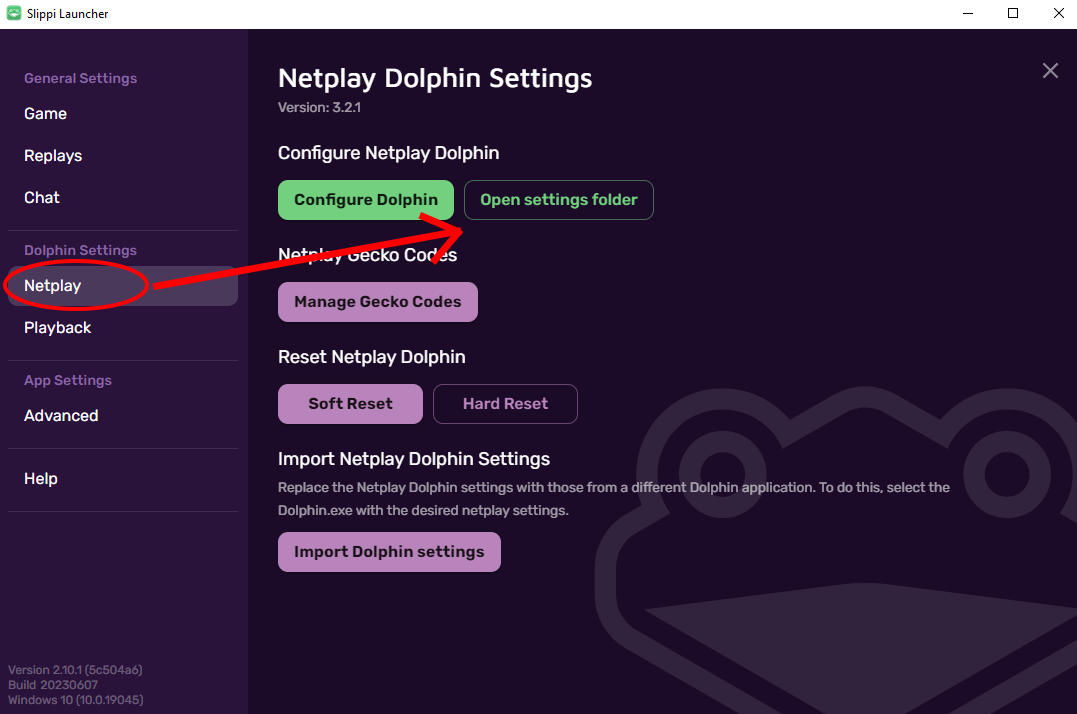 Slippi Launcher
General Settings
Game
Replays
Chat
Dolphin Settings
Netplay
Playback
App Settings
Advanced
Help
Version 2.10.1 (5c504a6)
Build 20230607
Windows 10 (10.0.19045)
Netplay Dolphin Settings
Version: 3.2.1
Configure Netplay Dolphin
Configure Dolphin
Open settings folder
Netplay Gecko Codes
Manage Gecko Codes
Reset Netplay Dolphin
Soft Reset
Hard Reset
Import Netplay Dolphin Settings
Replace the Netplay Dolphin settings with those from a different Dolphin application. To do this, select the
Dolphin.exe with the desired netplay settings.
Import Dolphin settings